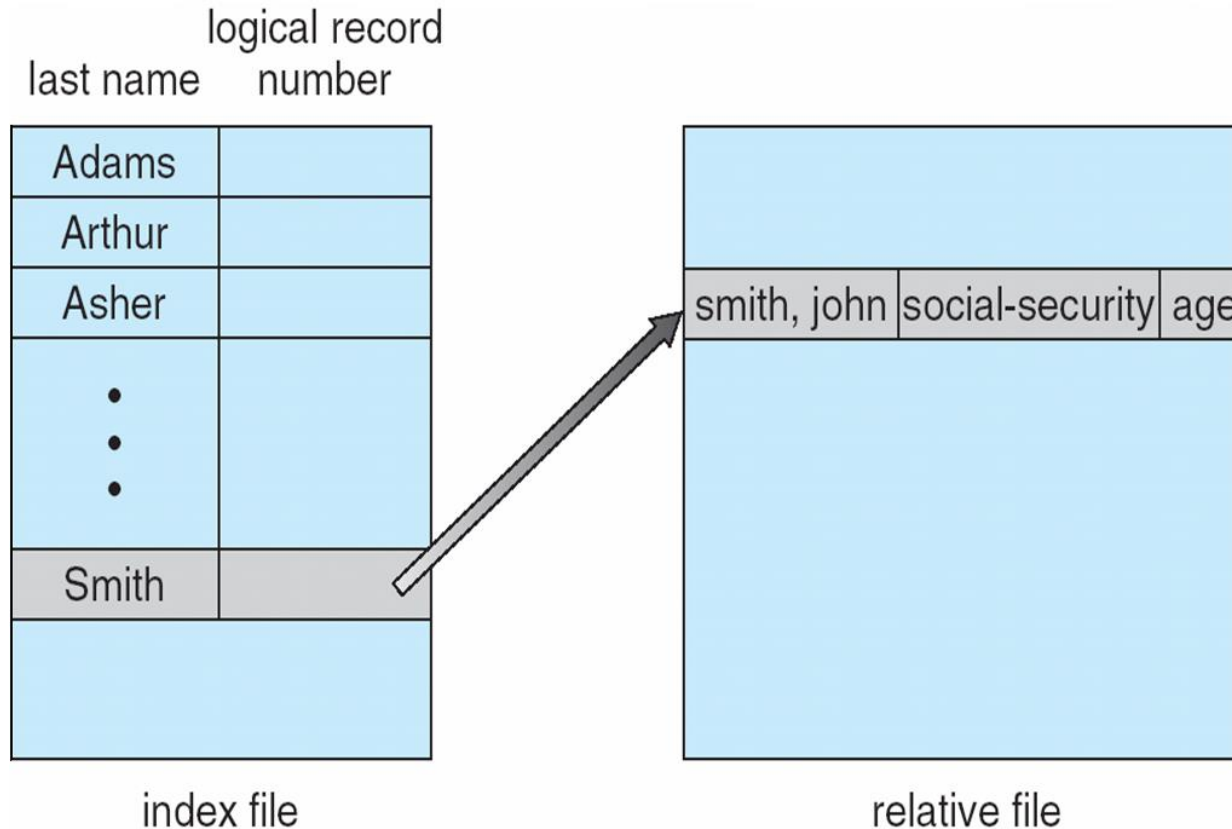 logical record
last name number
Adams
Arthur
Asher
smith, john social-security age
Smith
index file relative file